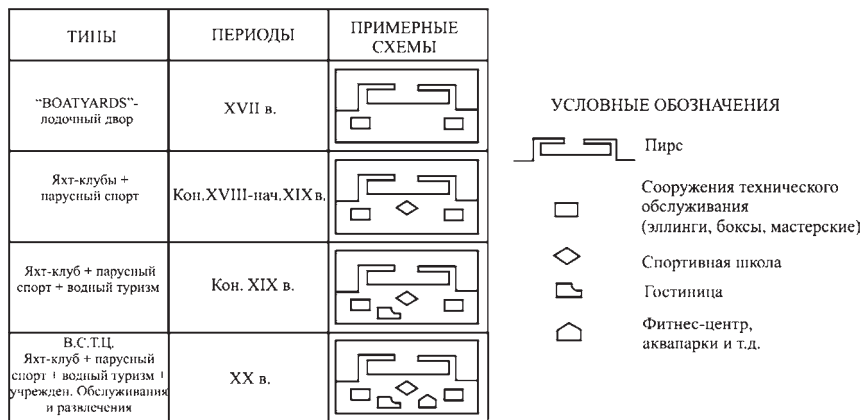 ТИПЫ
ПЕРИОДЫ
ПРИМЕРНЫЕ
СХЕМЫ
“BOATYARDS”-
лодочный двор
XVII в.
Яхт-клубы +
парусный спорт
Кон.XVIII-нач.XIXв.
Яхт-клуб + парусный
спорт + водный туризм
Кон. XIX в.
В.С.Т.Ц.
Яхт-клуб + парусный
спорт + водный туризм +
учрежден. Обслуживания
и развлечения
XX в.
УСЛОВНЫЕ ОБОЗНАЧЕНИЯ
Пирс
Сооружения технического
обслуживания
(эллинги, боксы, мастерские)
Спортивная школа
Гостиница
Фитнес-центр,
аквапарки и т.д.